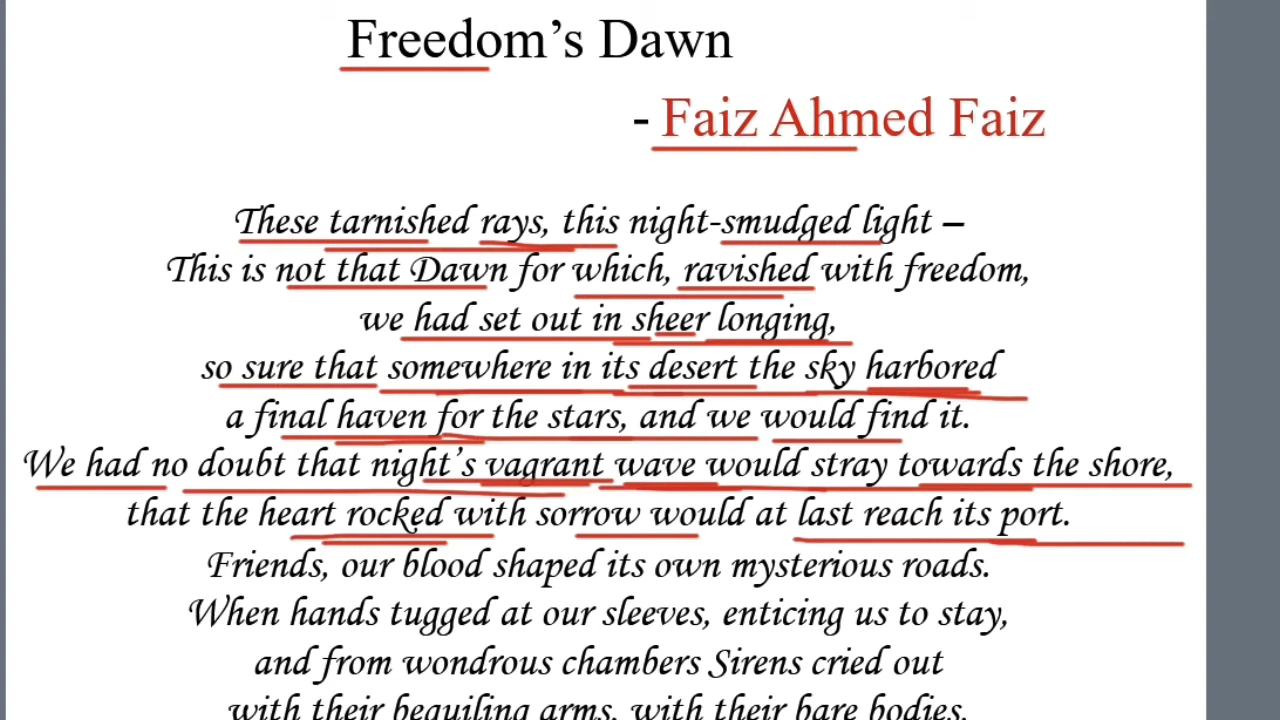 Freedom’s Dawn
- Faiz Ahmed Faiz
These tarnished rays, this night-smudged light –
This is not that Dawn for which, ravished with freedom,
we had set out in sheer longing,
so sure that somewhere in its desert the sky harbored
a final haven for the stars, and we would find it.
We had no doubt that night’s vagrant wave would stray towards the shore,
that the heart rocked with sorrow would at last reach its port.
Friends, our blood shaped its own mysterious roads.
When hands tugged at our sleeves, enticing us to stay,
and from wondrous chambers Sirens cried out
with their beguiling arms, with their bare bodies,